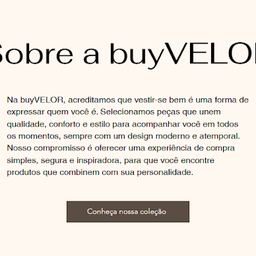 Sobre a buyVELOR
Na buyVELOR, acreditamos que vestir-se bem é uma forma de
expressar quem você é. Selecionamos peças que unem
qualidade, conforto e estilo para acompanhar você em todos
os momentos, sempre com um design moderno e atemporal.
Nosso compromisso é oferecer uma experiência de compra
simples, segura e inspiradora, para que você encontre
produtos que combinem com sua personalidade.
Conheça nossa coleção